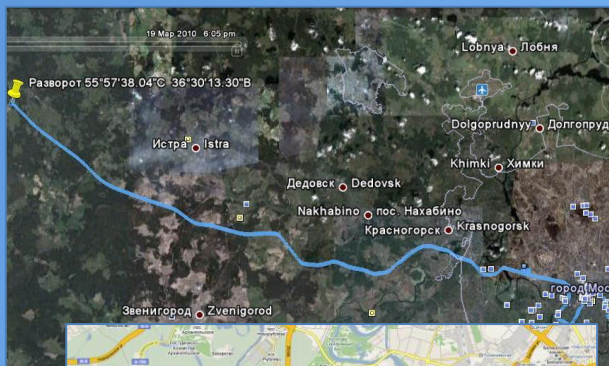 19 Мар 2010 6:05 pm
Lobnya Лобня
Разворот 55°57'38.04"С 36°30'13.30"В
Dolgoprudnyy Долгопруд
Истра Istra
Khimki Химки
Дедовск Dedovsk
Nakhabino пос. Нахабино
Красногорск Krasnogorsk
город Мос
Звенигород Zvenigorod